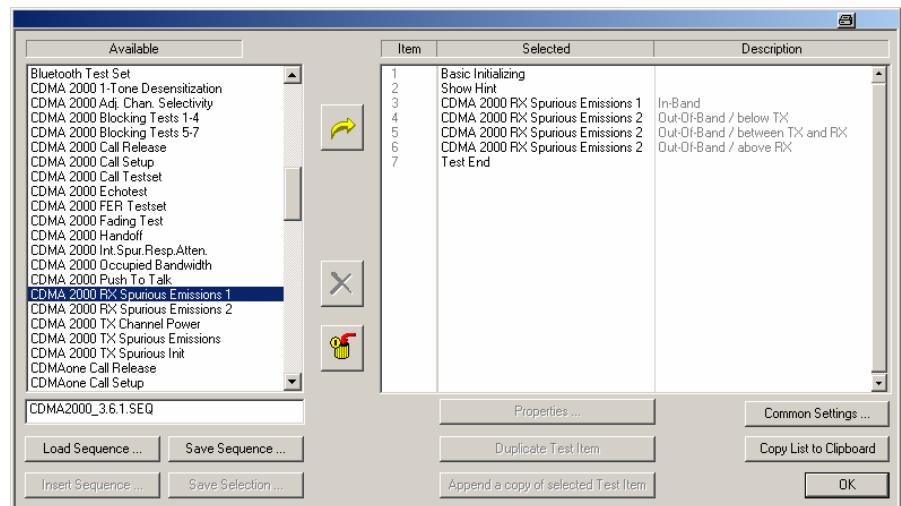 Available
Bluetooth Test Set
CDMA 2000 1-Tone Desensitization
CDMA 2000 Adj. Chan. Selectivity
CDMA 2000 Blocking Tests 1-4
CDMA 2000 Blocking Tests 5-7
CDMA 2000 Call Release
CDMA 2000 Call Setup
CDMA 2000 Call Testset
CDMA 2000 Echotest
CDMA 2000 FER Testset
CDMA 2000 Fading Test
CDMA 2000 Handoff
CDMA 2000 Int.Spur.Resp.Atten.
CDMA 2000 Occupied Bandwidth
CDMA 2000 Push To Talk
CDMA 2000 RX Spurious Emissions 1
CDMA 2000 RX Spurious Emissions 2
CDMA 2000 TX Channel Power
CDMA 2000 TX Spurious Emissions
CDMA 2000 TX Spurious Init
CDMAone Call Release
CDMAone Call Setup
CDMA2000_3.6.1.SEQ
Load Sequence ... Save Sequence ...
Insert Sequence ... Save Selection ...
Item Selected Description
1 Basic Initializing
2 Show Hint
3 CDMA 2000 RX Spurious Emissions 1 In-Band
4 CDMA 2000 RX Spurious Emissions 2 Out-Of-Band / below TX
5 CDMA 2000 RX Spurious Emissions 2 Out-Of-Band / between TX and RX
6 CDMA 2000 RX Spurious Emissions 2 Out-Of-Band / above RX
7 Test End
Properties ... Common Settings ...
Duplicate Test Item Copy List to Clipboard
Append a copy of selected Test Item OK